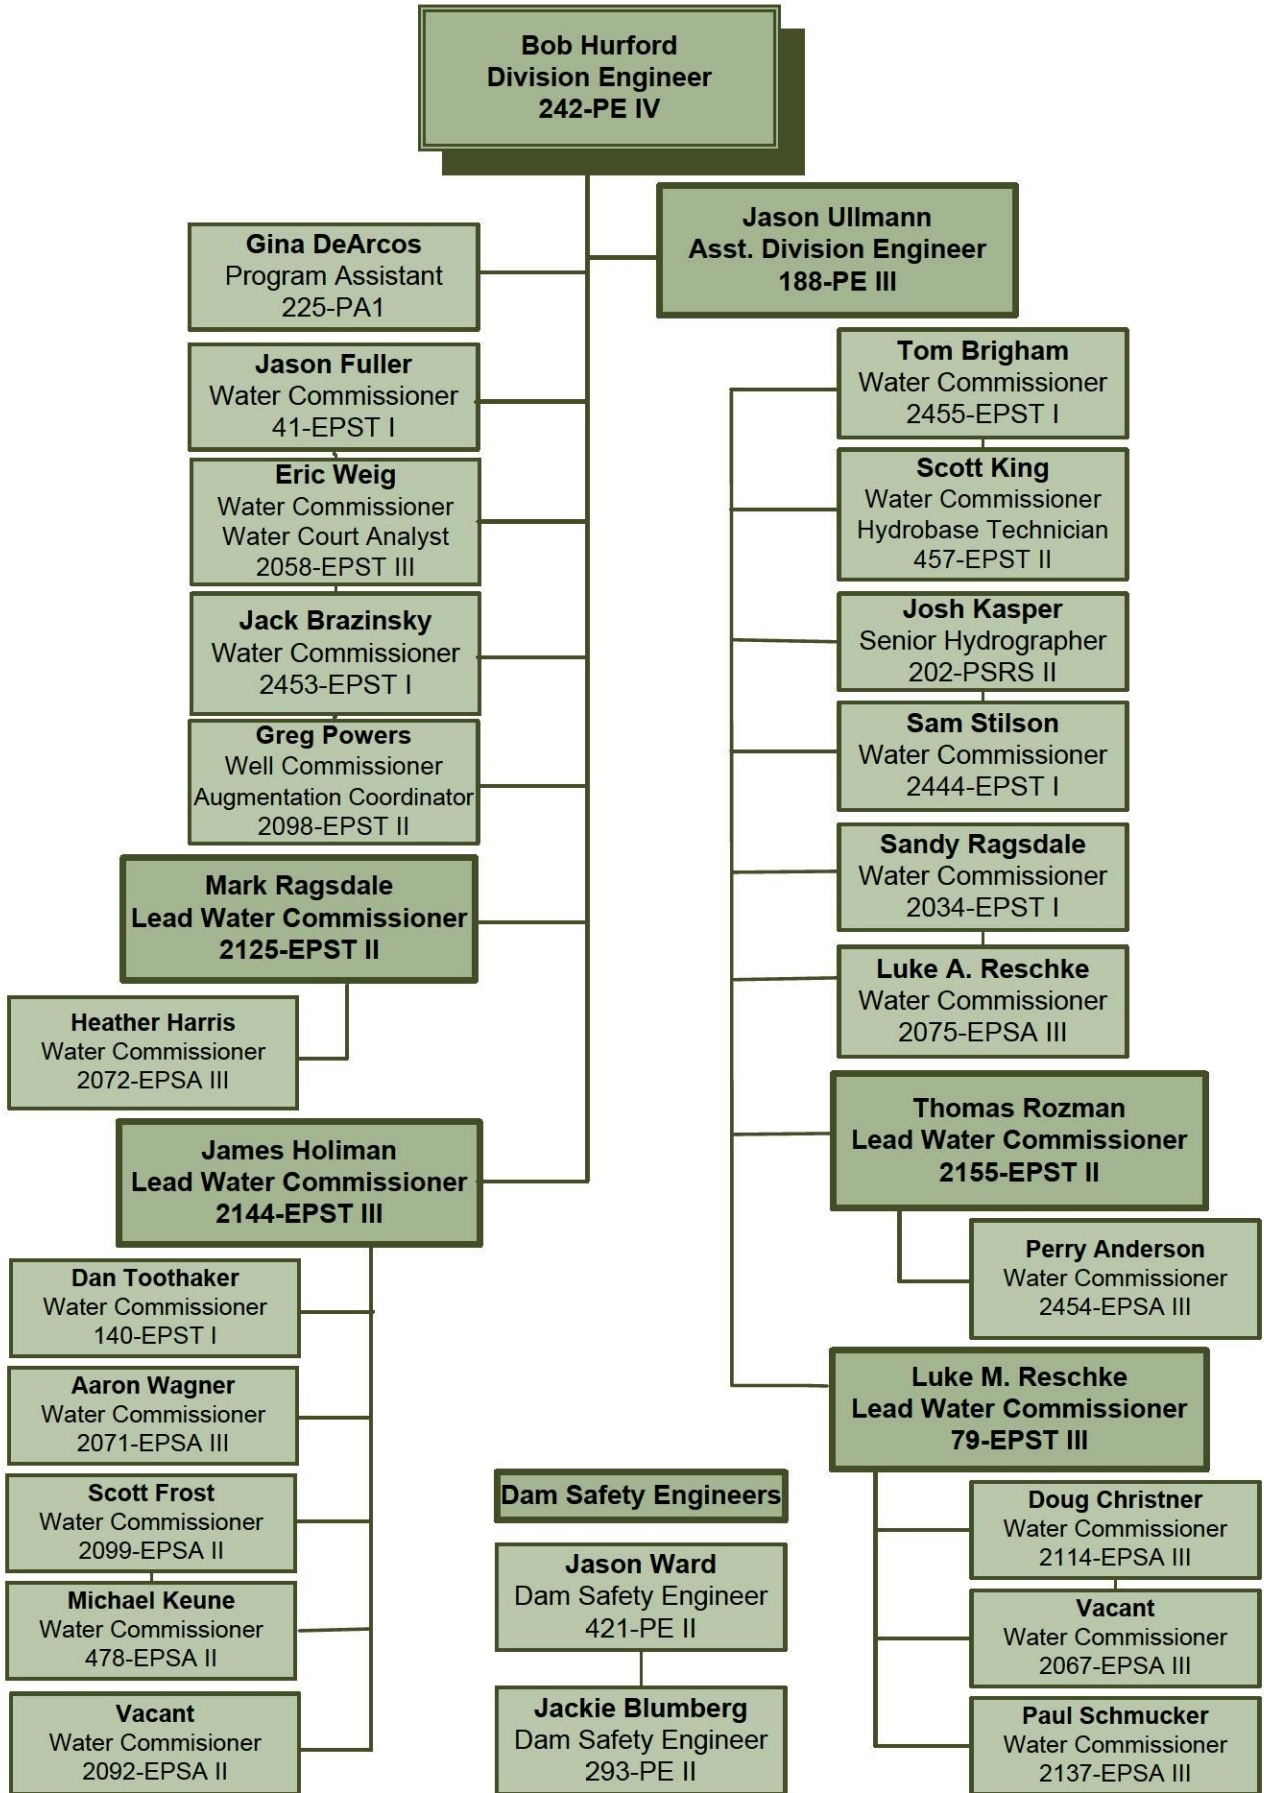 Bob Hurford
Division Engineer
242-PE IV
Jason Ullmann
Asst. Division Engineer
188-PE III
Gina DeArcos
Program Assistant
225-PA1
Jason Fuller
Water Commissioner
41-EPST I
Eric Weig
Water Commissioner
Water Court Analyst
2058-EPST III
Jack Brazinsky
Water Commissioner
2453-EPST I
Greg Powers
Well Commissioner
Augmentation Coordinator
2098-EPST II
Mark Ragsdale
Lead Water Commissioner
2125-EPST II
Heather Harris
Water Commissioner
2072-EPSA III
James Holiman
Lead Water Commissioner
2144-EPST III
Dan Toothaker
Water Commissioner
140-EPST I
Aaron Wagner
Water Commissioner
2071-EPSA III
Scott Frost
Water Commissioner
2099-EPSA II
Michael Keune
Water Commissioner
478-EPSA II
Vacant
Water Commisioner
2092-EPSA II
Dam Safety Engineers
Jason Ward
Dam Safety Engineer
421-PE II
Jackie Blumberg
Dam Safety Engineer
293-PE II
Tom Brigham
Water Commissioner
2455-EPST I
Scott King
Water Commissioner
Hydrobase Technician
457-EPST II
Josh Kasper
Senior Hydrographer
202-PSRS II
Sam Stilson
Water Commissioner
2444-EPST I
Sandy Ragsdale
Water Commissioner
2034-EPST I
Luke A. Reschke
Water Commissioner
2075-EPSA III
Thomas Rozman
Lead Water Commissioner
2155-EPST II
Perry Anderson
Water Commissioner
2454-EPSA III
Luke M. Reschke
Lead Water Commissioner
79-EPST III
Doug Christner
Water Commissioner
2114-EPSA III
Vacant
Water Commissioner
2067-EPSA III
Paul Schmucker
Water Commissioner
2137-EPSA III